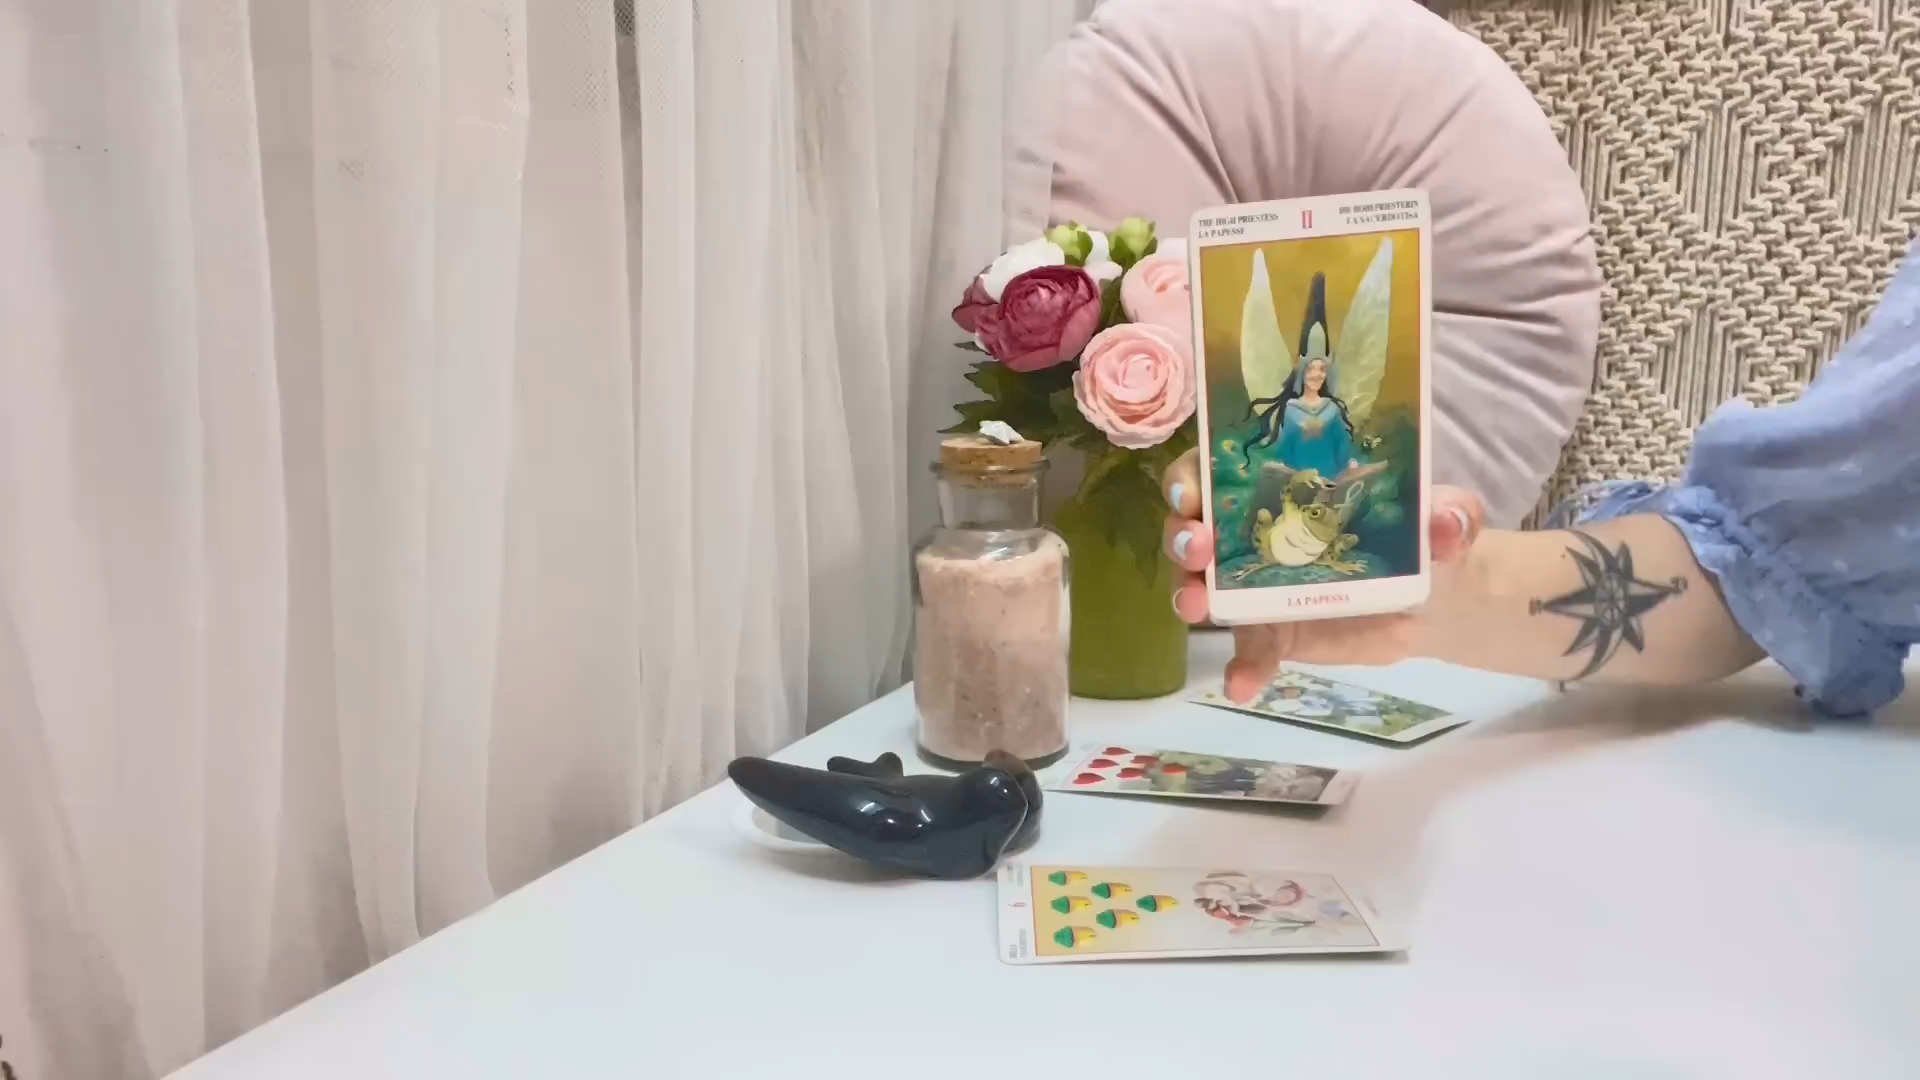 THE HIGH PRIESTESS
LA PAPESSE
II
DIE HOHEPRIESTERIN
LA SACERDOTISA
LA PAPESSA